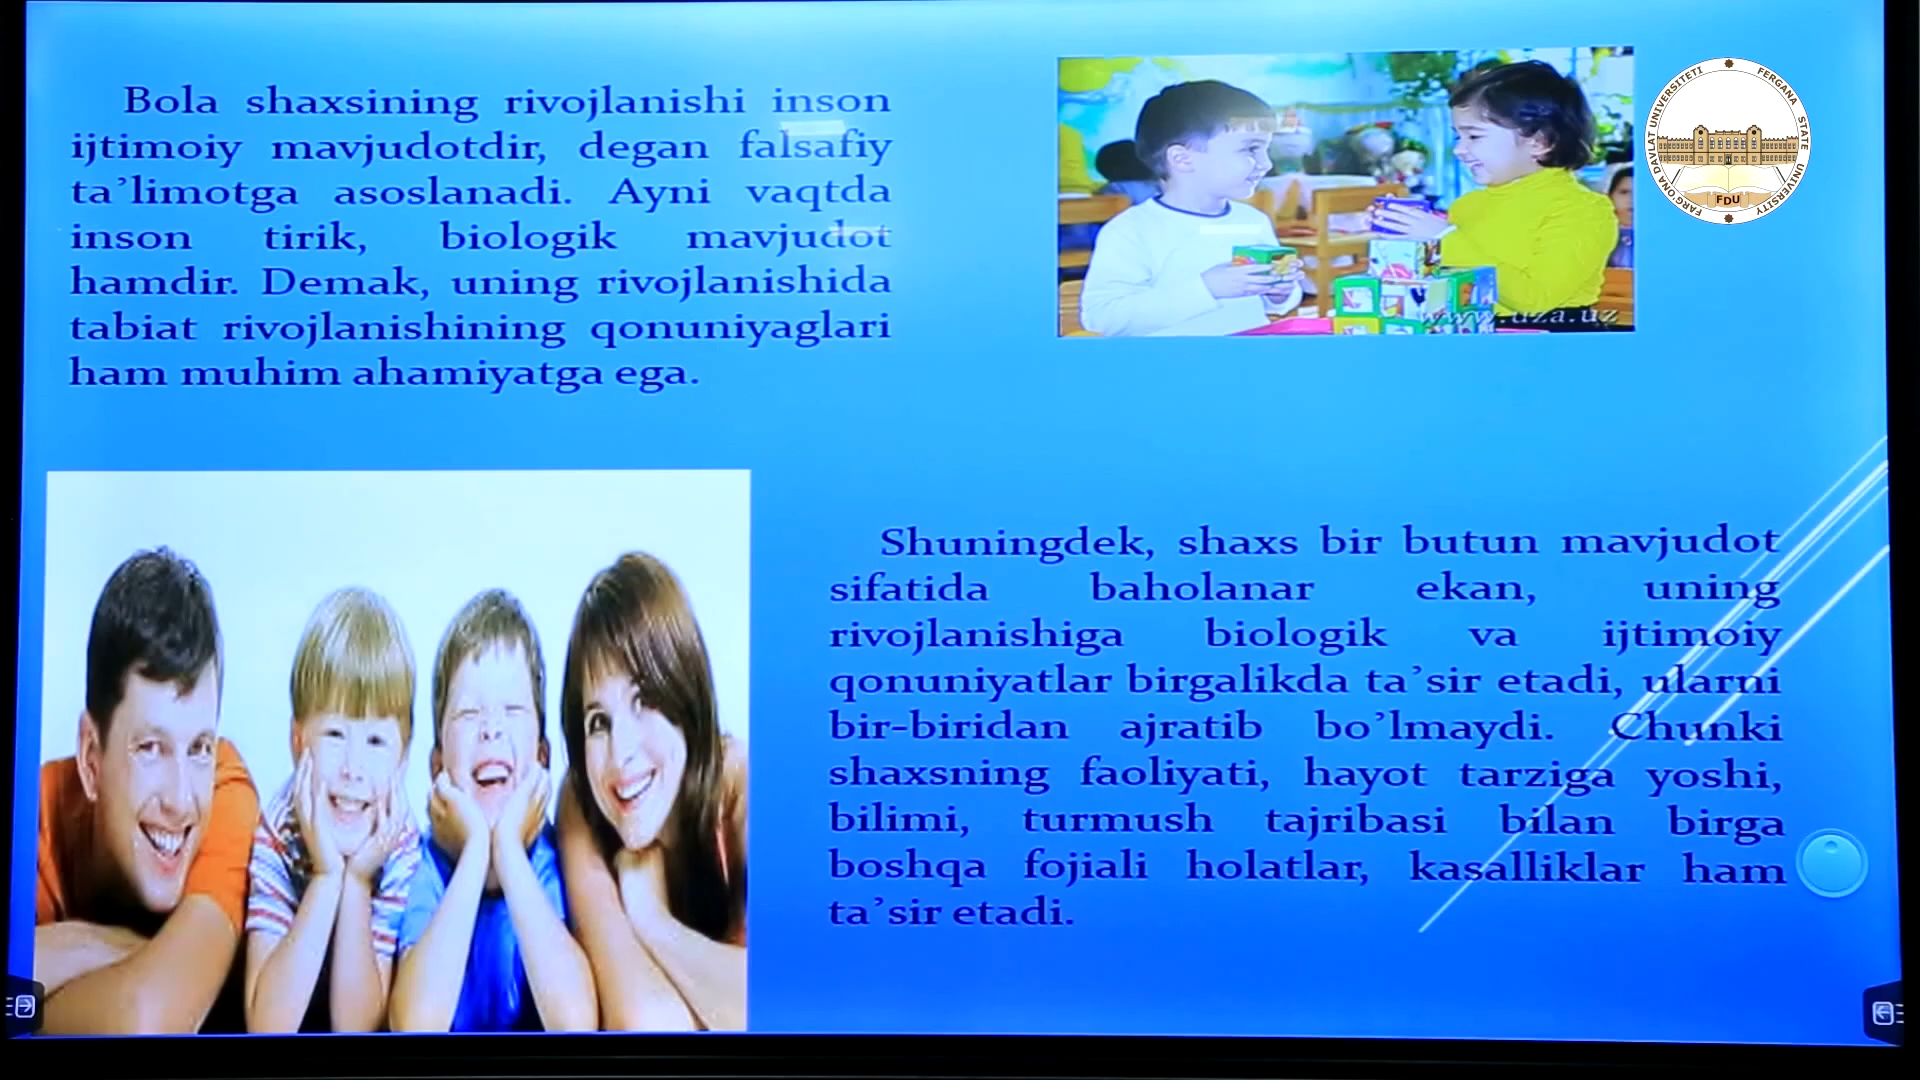 Bola shaxsining rivojlanishi inson
ijtimoiy mavjudotdir, degan falsafiy
ta’limotga asoslanadi. Ayni vaqtda
inson tirik, biologik mavjudot
hamdir. Demak, uning rivojlanishida
tabiat rivojlanishining qonuniyaglari
ham muhim ahamiyatga ega.
www.uza.uz
FARG'ONA DAVLAT UNIVERSITETI
FERGANA STATE UNIVERSITY
FDU
Shuningdek, shaxs bir butun mavjudot
sifatida baholanar ekan, uning
rivojlanishiga biologik va ijtimoiy
qonuniyatlar birgalikda ta’sir etadi, ularni
bir-biridan ajratib bo’lmaydi. Chunki
shaxsning faoliyati, hayot tarziga yoshi,
bilimi, turmush tajribasi bilan birga
boshqa fojiali holatlar, kasalliklar ham
ta’sir etadi.